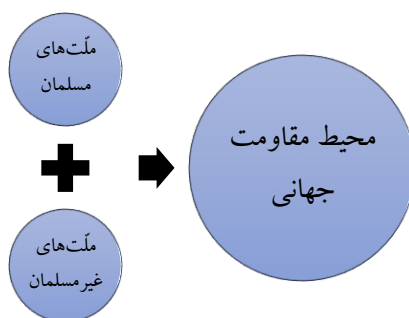 ملّت‌های
مسلمان
ملّت‌های
غیرمسلمان
محیط مقاومت
جهانی